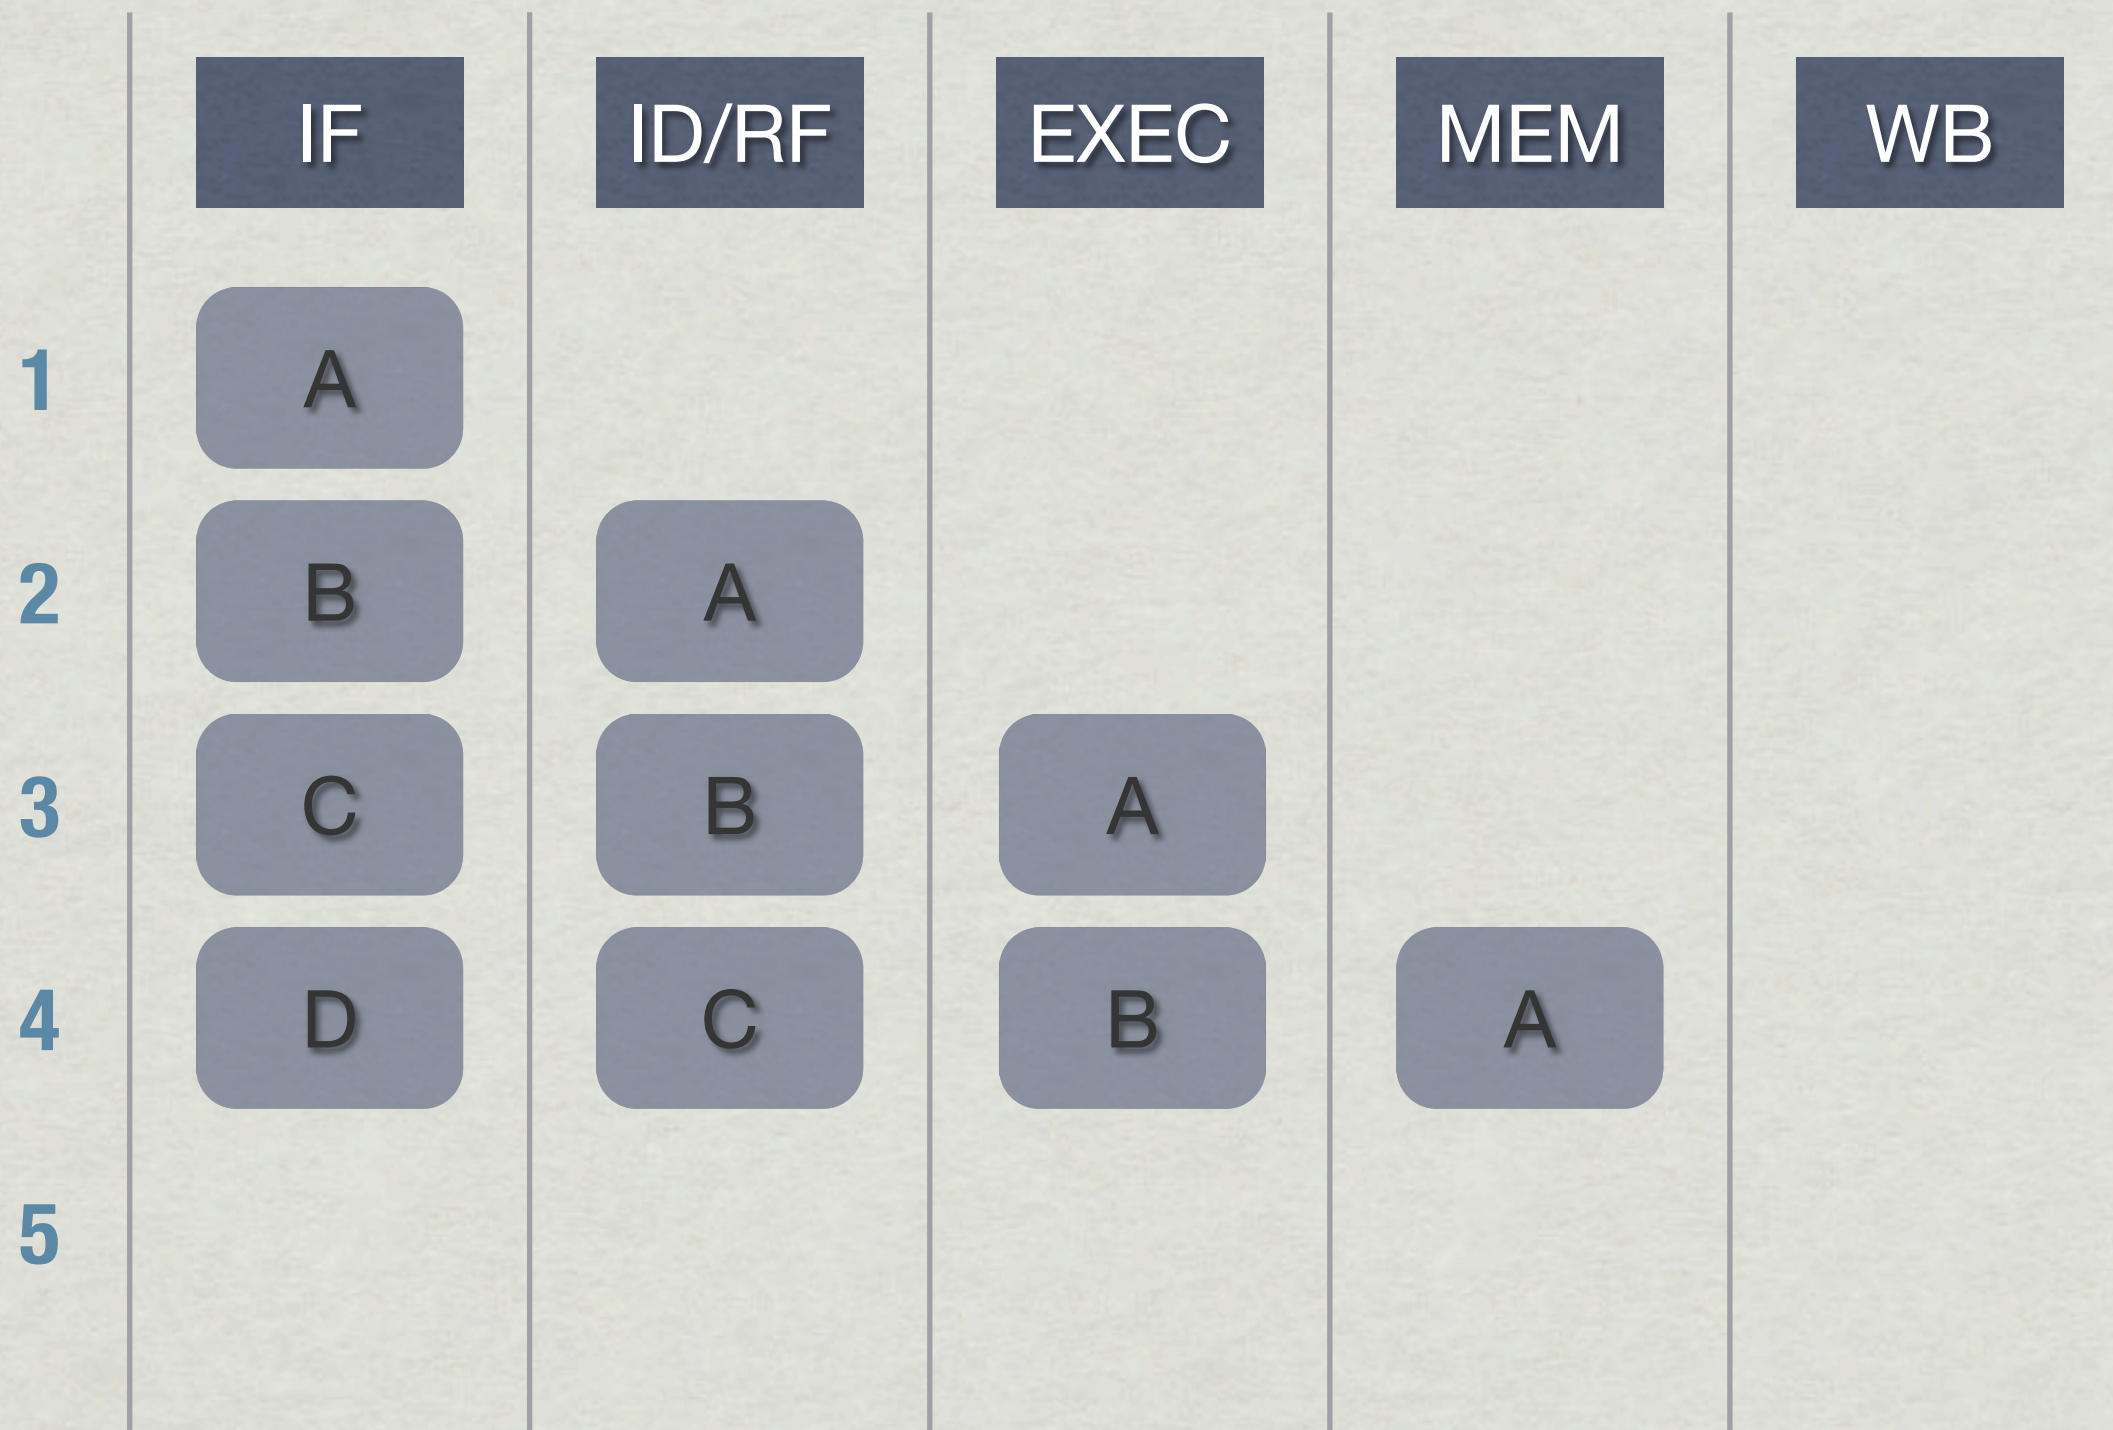 IF ID/RF EXEC MEM WB
1 A
2 B A
3 C B A
4 D C B A
5